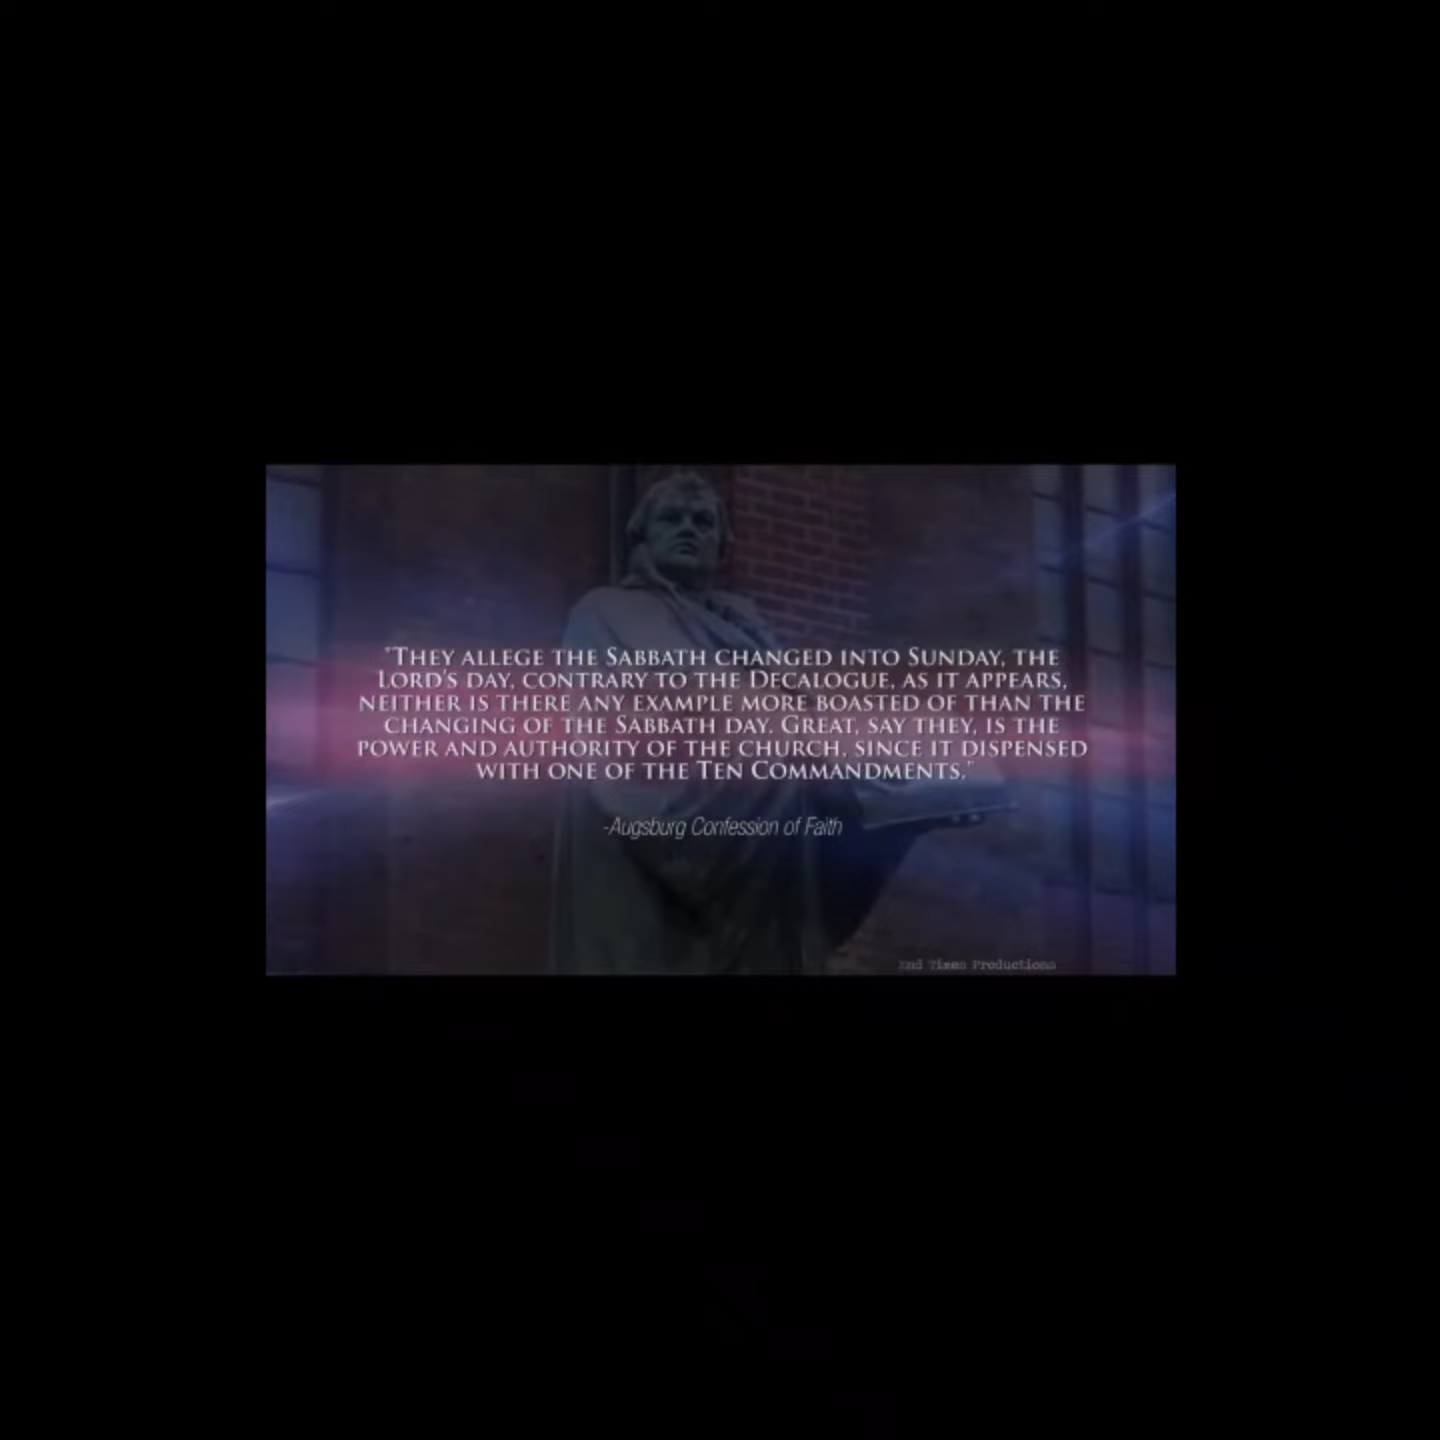 "They allege the Sabbath changed into Sunday, the
Lord's day, contrary to the Decalogue, as it appears,
neither is there any example more boasted of than the
changing of the Sabbath day. Great, say they, is the
power and authority of the church, since it dispensed
with one of the Ten Commandments."
-Augsburg Confession of Faith
End Times Productions